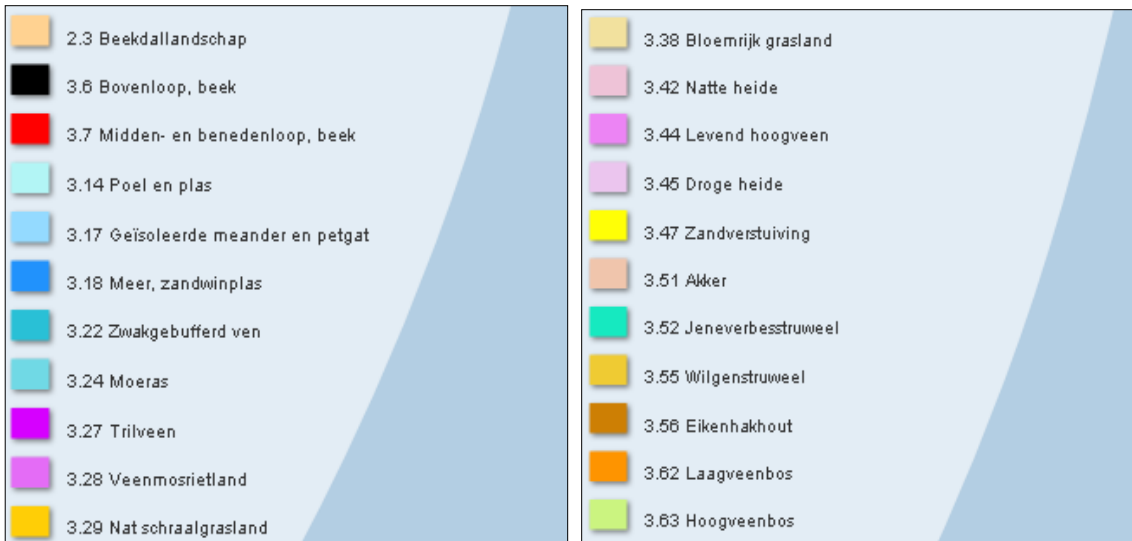 2.3 Beekdallandschap
3.6 Bovenloop, beek
3.7 Midden- en benedenloop, beek
3.14 Poel en plas
3.17 Geïsoleerde meander en petgat
3.18 Meer, zandwinplas
3.22 Zwakgebufferd ven
3.24 Moeras
3.27 Trilveen
3.28 Veenmosrietland
3.29 Nat schraalgrasland
3.38 Bloemrijk grasland
3.42 Natte heide
3.44 Levend hoogveen
3.45 Droge heide
3.47 Zandverstuiving
3.51 Akker
3.52 Jeneverbesstruweel
3.55 Wilgenstruweel
3.56 Eikenhakhout
3.62 Laagveenbos
3.63 Hoogveenbos